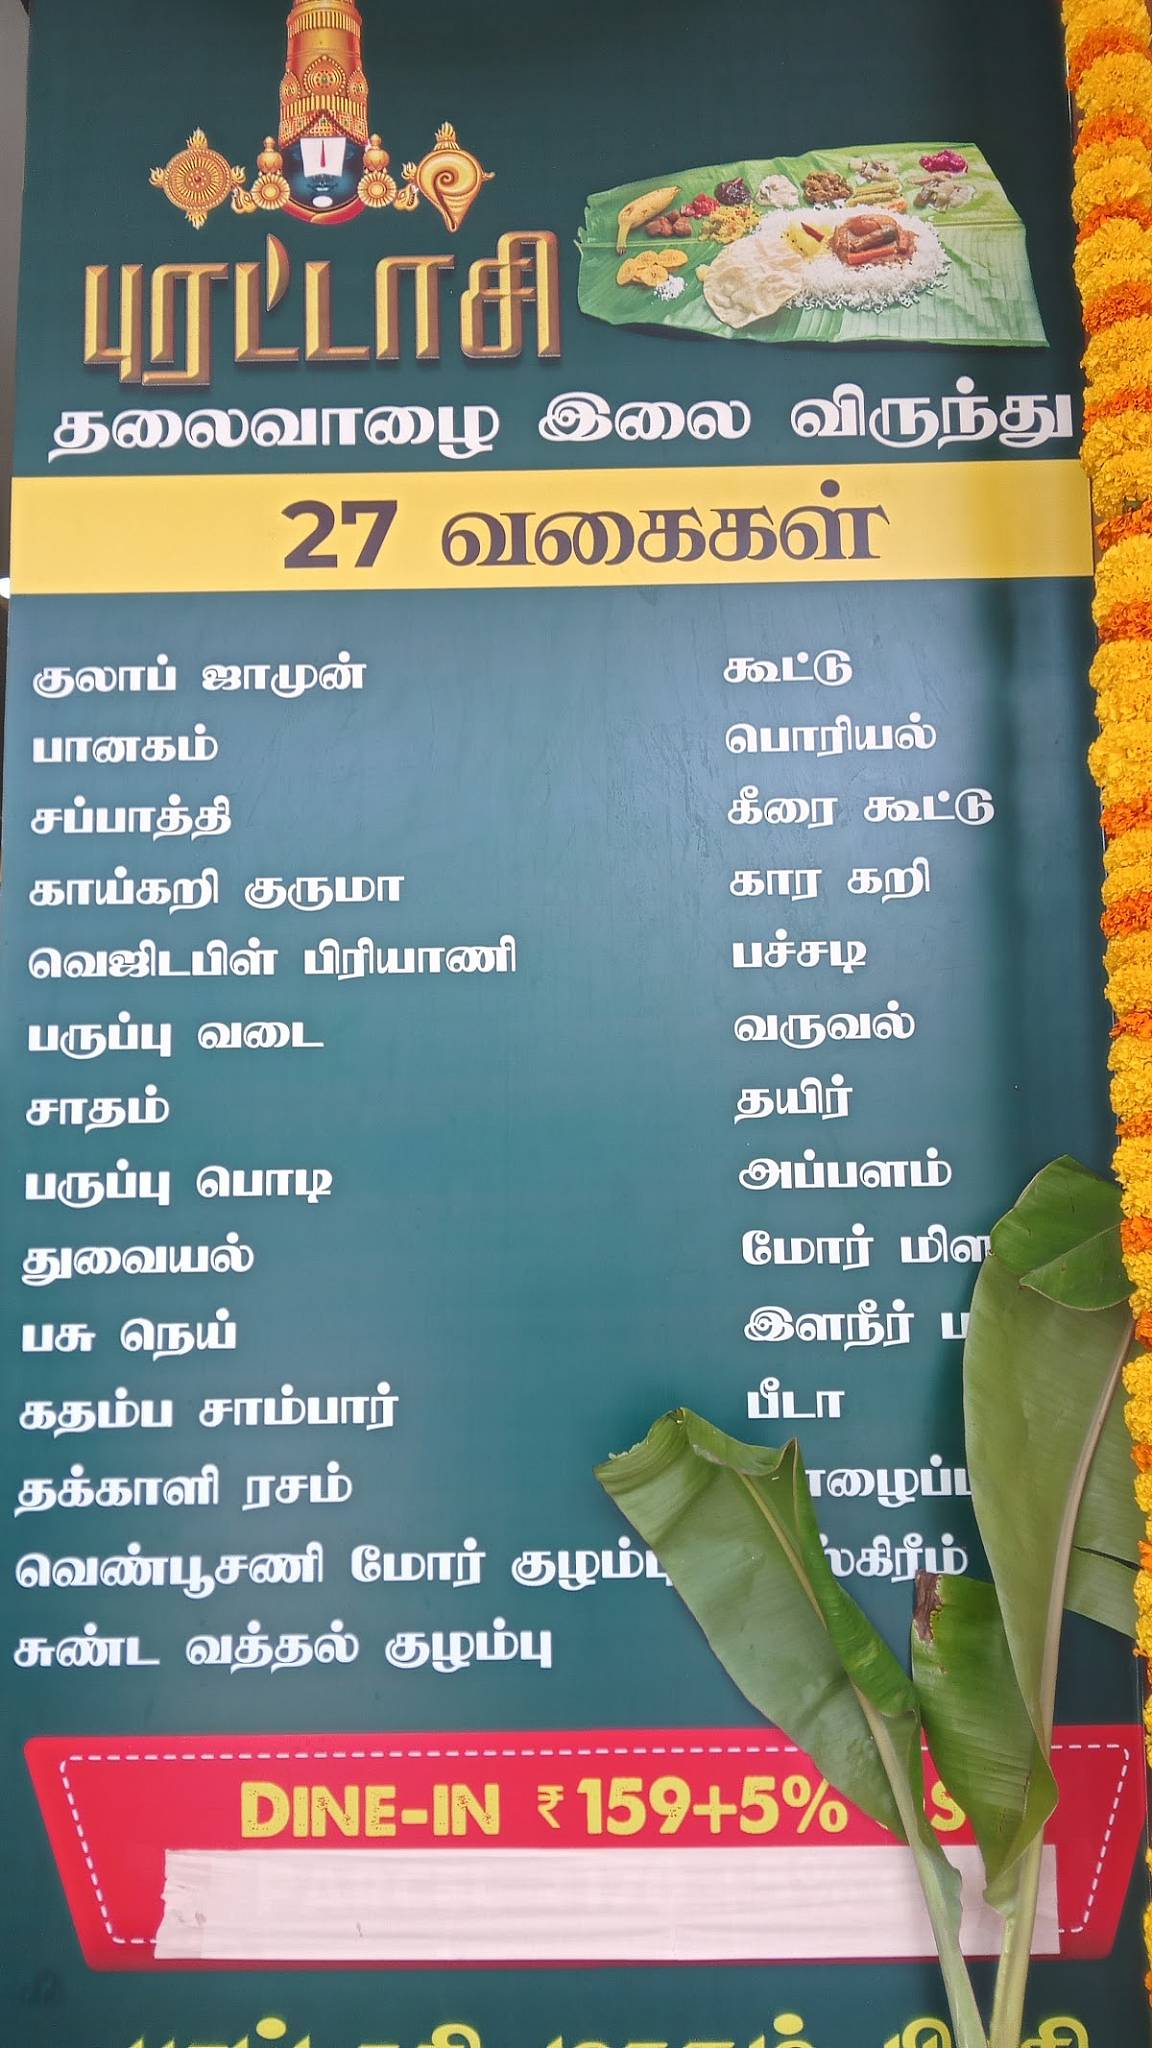 புரட்டாசி
தலைவாழை இலை விருந்து
27 வகைகள்
குலாப் ஜாமுன்
பானகம்
சப்பாத்தி
காய்கறி குருமா
வெஜிடபிள் பிரியாணி
பருப்பு வடை
சாதம்
பருப்பு பொடி
துவையல்
பசு நெய்
கதம்ப சாம்பார்
தக்காளி ரசம்
வெண்பூசணி மோர் குழம்பு
சுண்ட வத்தல் குழம்பு
கூட்டு
பொரியல்
கீரை கூட்டு
கார கறி
பச்சடி
வருவல்
தயிர்
அப்பளம்
மோர்
இளநீர்
பீடா
DINE-IN ₹159+5%